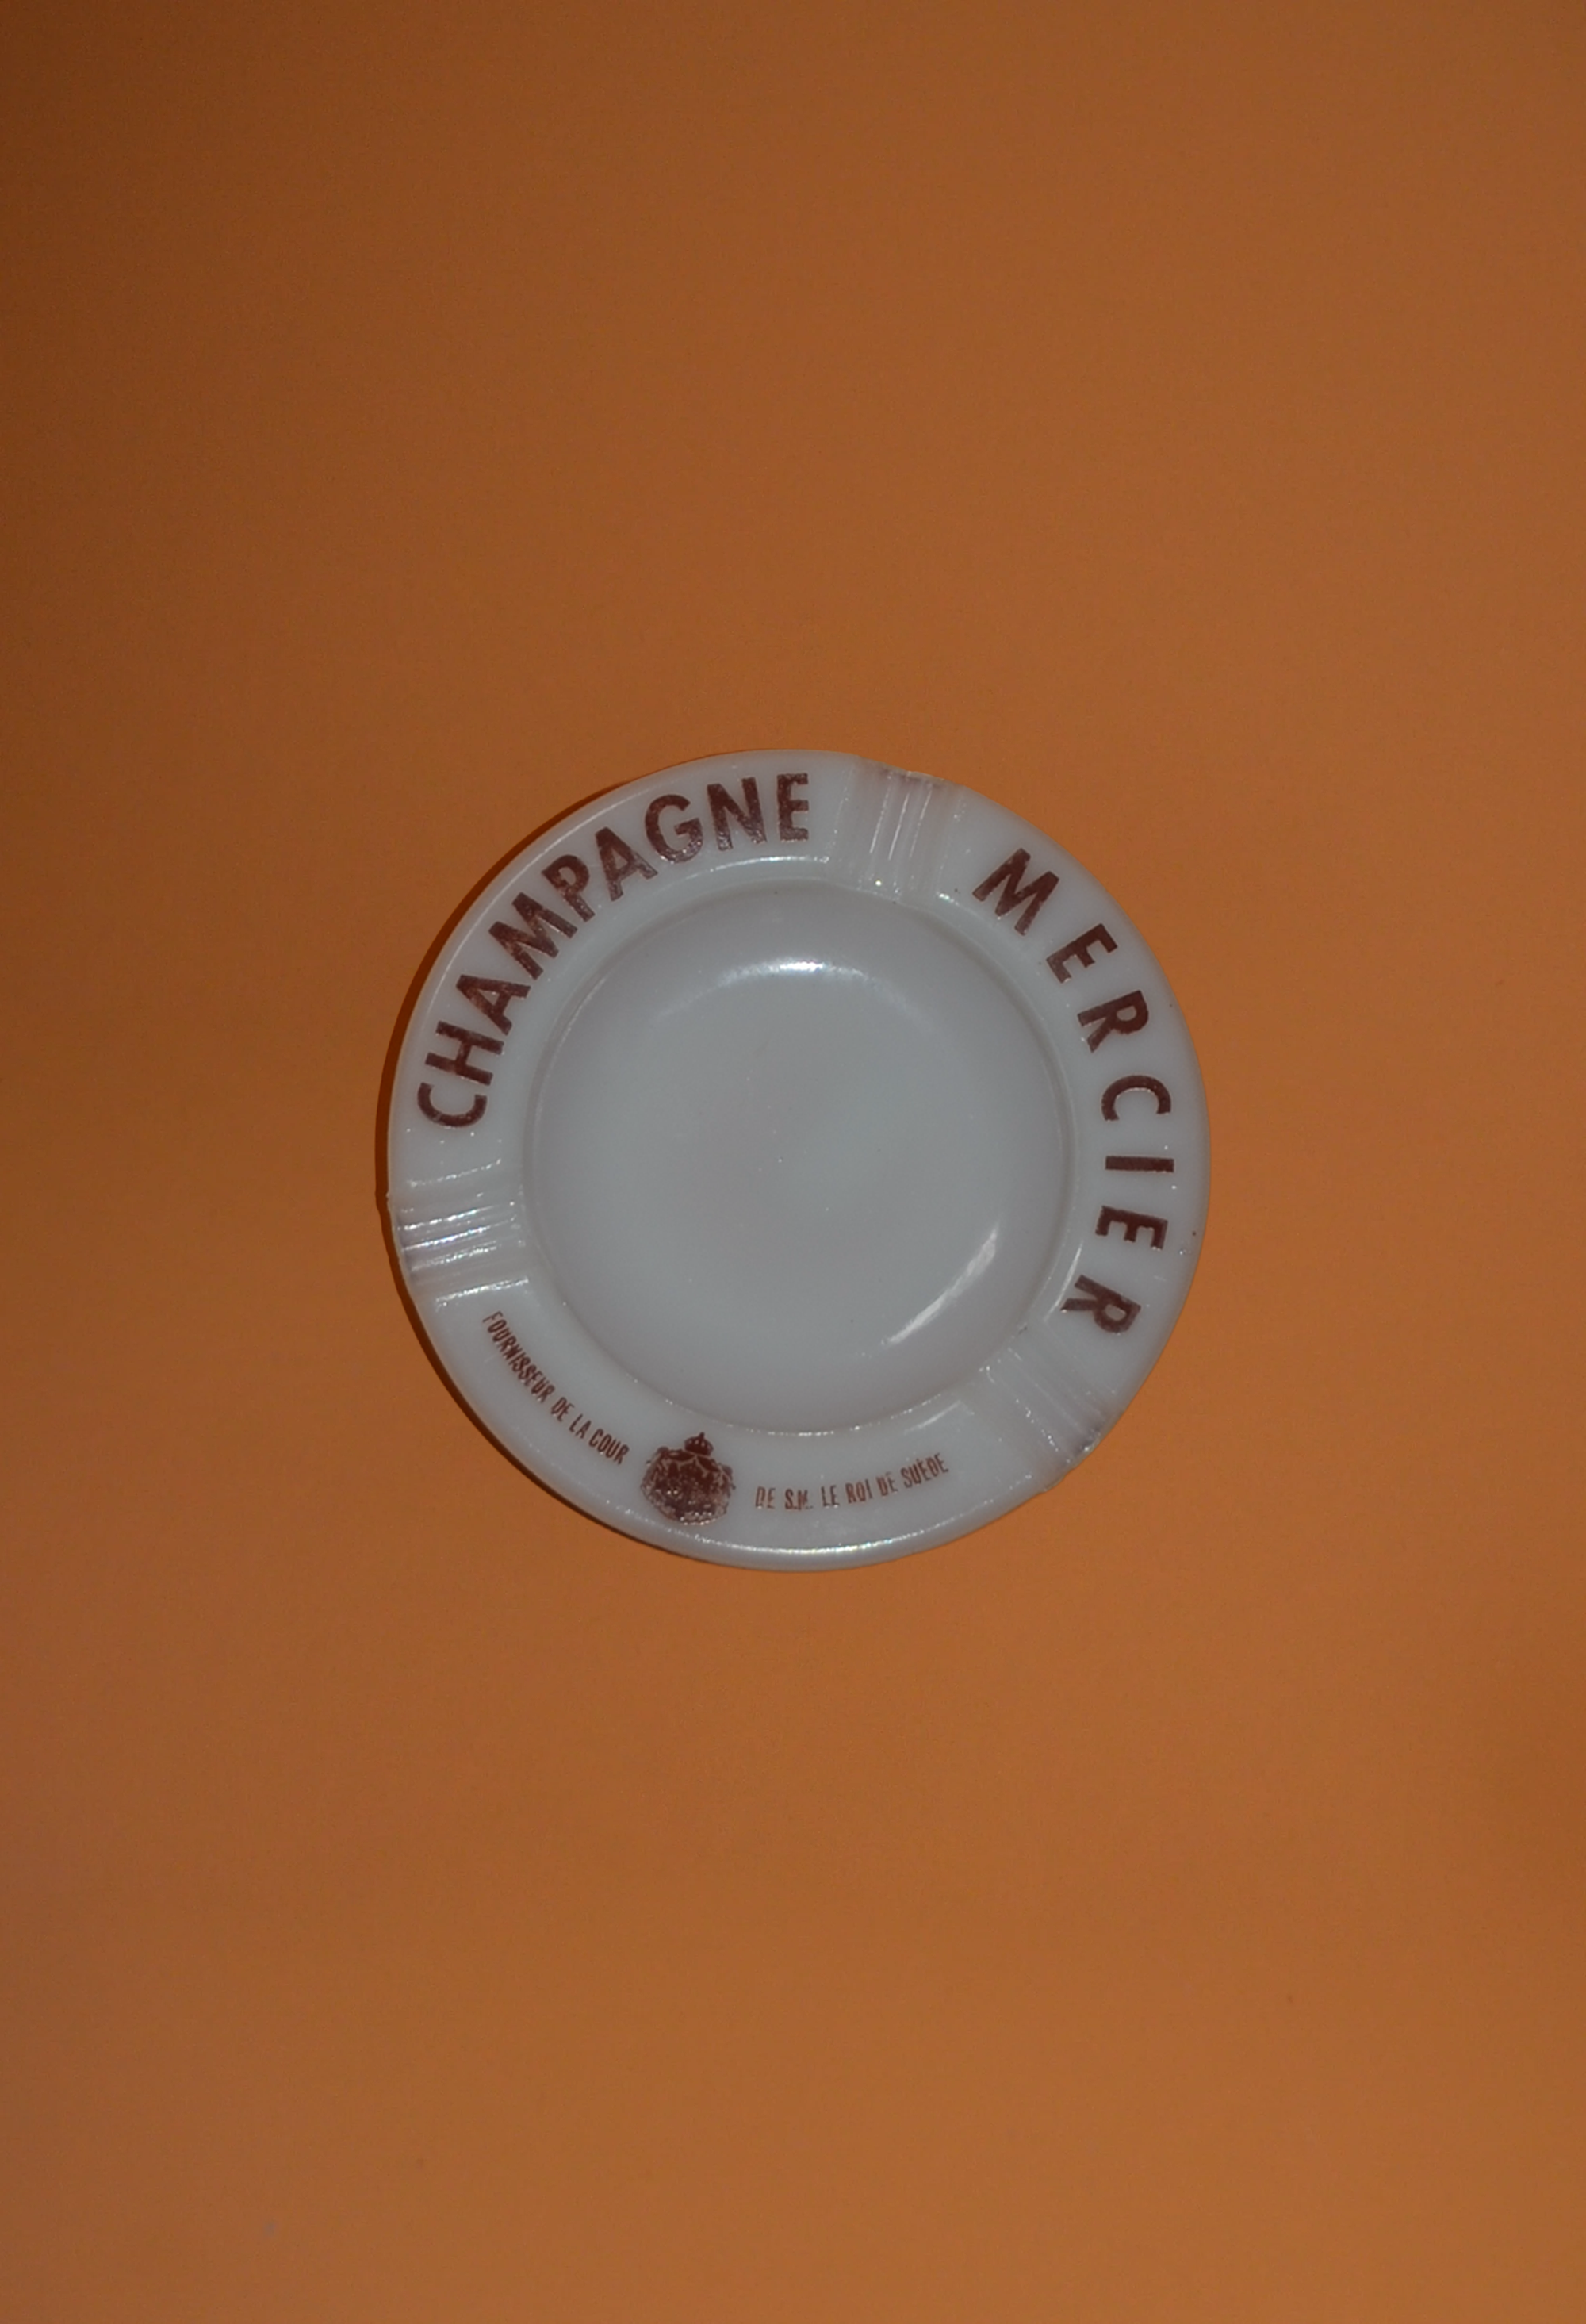 CHAMPAGNE
MERCIER
FOURNISSEUR DE LA COUR
DE S.M. LE ROI DE SUÈDE